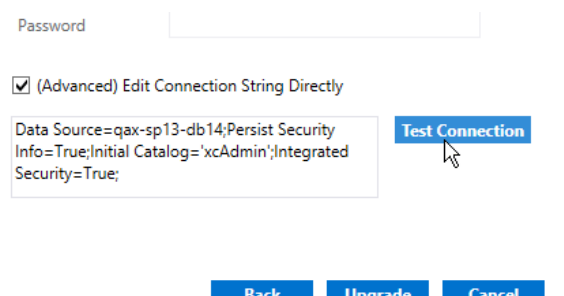 Password
(Advanced) Edit Connection String Directly
Data Source=qax-sp13-db14;Persist Security
Info=True;Initial Catalog='xcAdmin';Integrated
Security=True;
Test Connection
Back
Upgrade
Cancel